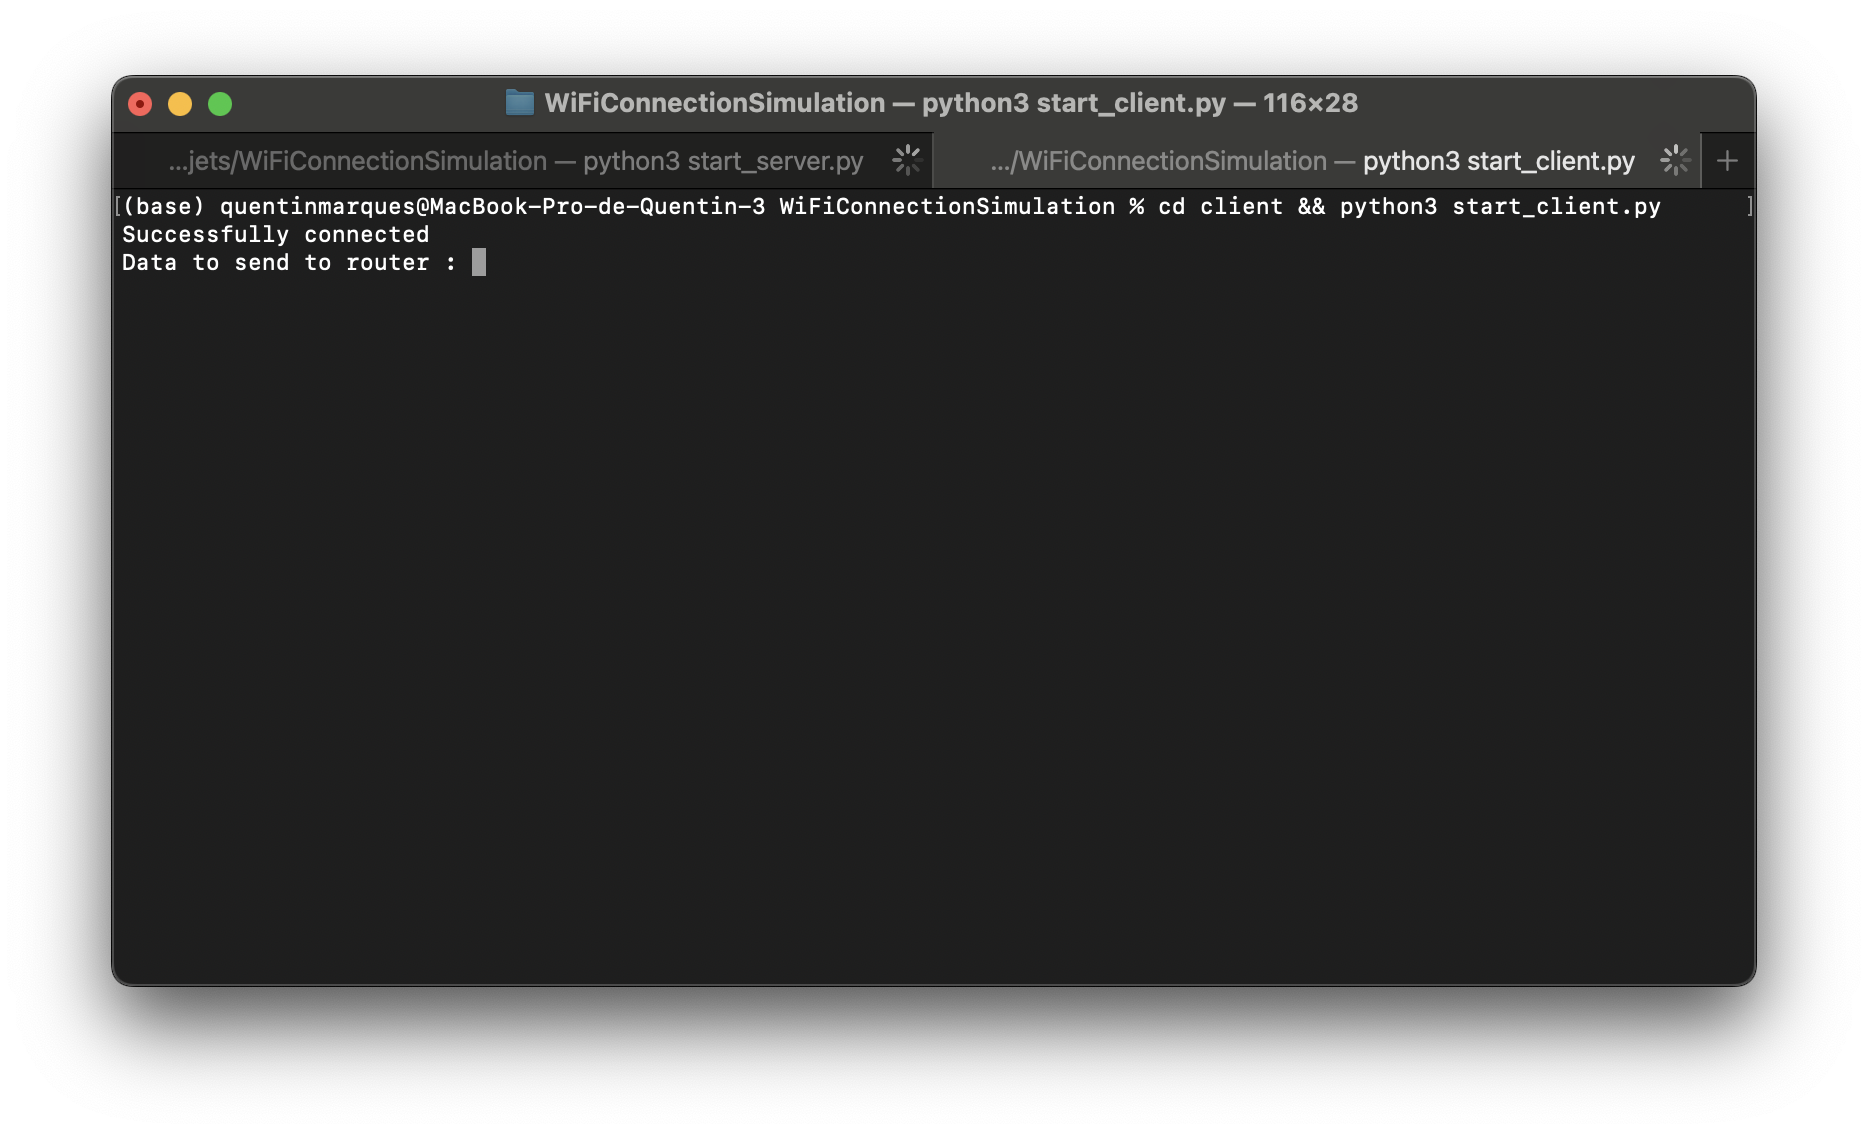 WiFiConnectionSimulation — python3 start_client.py — 116×28
...jets/WiFiConnectionSimulation — python3 start_server.py
.../WiFiConnectionSimulation — python3 start_client.py
+
[(base) quentinmarques@MacBook-Pro-de-Quentin-3 WiFiConnectionSimulation % cd client && python3 start_client.py ]
Successfully connected
Data to send to router :